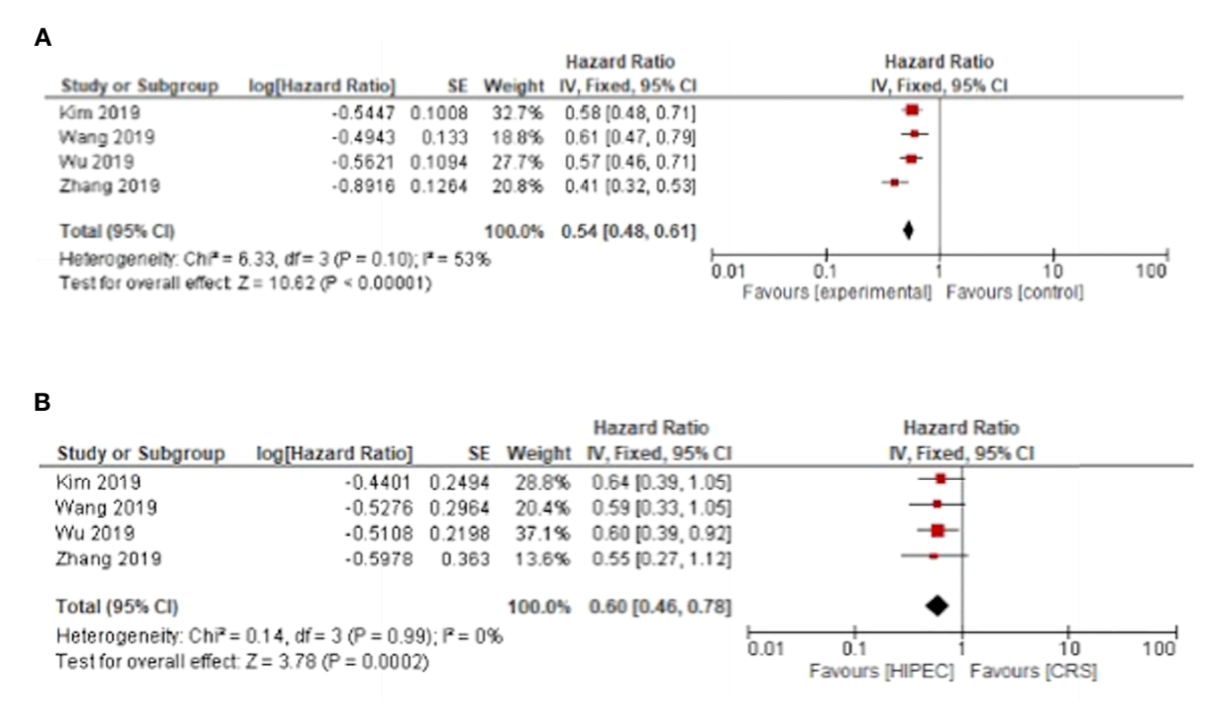 A
Hazard Ratio Hazard Ratio
Study or Subgroup log[Hazard Ratio] SE Weight IV, Fixed, 95% CI IV, Fixed, 95% CI
Kim 2019 -0.5447 0.1008 32.7% 0.58 [0.48, 0.71]
Wang 2019 -0.4943 0.133 18.8% 0.61 [0.47, 0.79]
Wu 2019 -0.5621 0.1094 27.7% 0.57 [0.46, 0.71]
Zhang 2019 -0.8916 0.1264 20.8% 0.41 [0.32, 0.53]
Total (95% CI) 100.0% 0.54 [0.48, 0.61]
Heterogeneity: Chi² = 6.33, df = 3 (P = 0.10); I² = 53%
Test for overall effect: Z = 10.62 (P < 0.00001)
0.01 0.1 1 10 100
Favours [experimental] Favours [control]
B
Hazard Ratio Hazard Ratio
Study or Subgroup log[Hazard Ratio] SE Weight IV, Fixed, 95% CI IV, Fixed, 95% CI
Kim 2019 -0.4401 0.2494 28.8% 0.64 [0.39, 1.05]
Wang 2019 -0.5276 0.2964 20.4% 0.59 [0.33, 1.05]
Wu 2019 -0.5108 0.2198 37.1% 0.60 [0.39, 0.92]
Zhang 2019 -0.5978 0.363 13.6% 0.55 [0.27, 1.12]
Total (95% CI) 100.0% 0.60 [0.46, 0.78]
Heterogeneity: Chi² = 0.14, df = 3 (P = 0.99); I² = 0%
Test for overall effect: Z = 3.78 (P = 0.0002)
0.01 0.1 1 10 100
Favours [HIPEC] Favours [CRS]